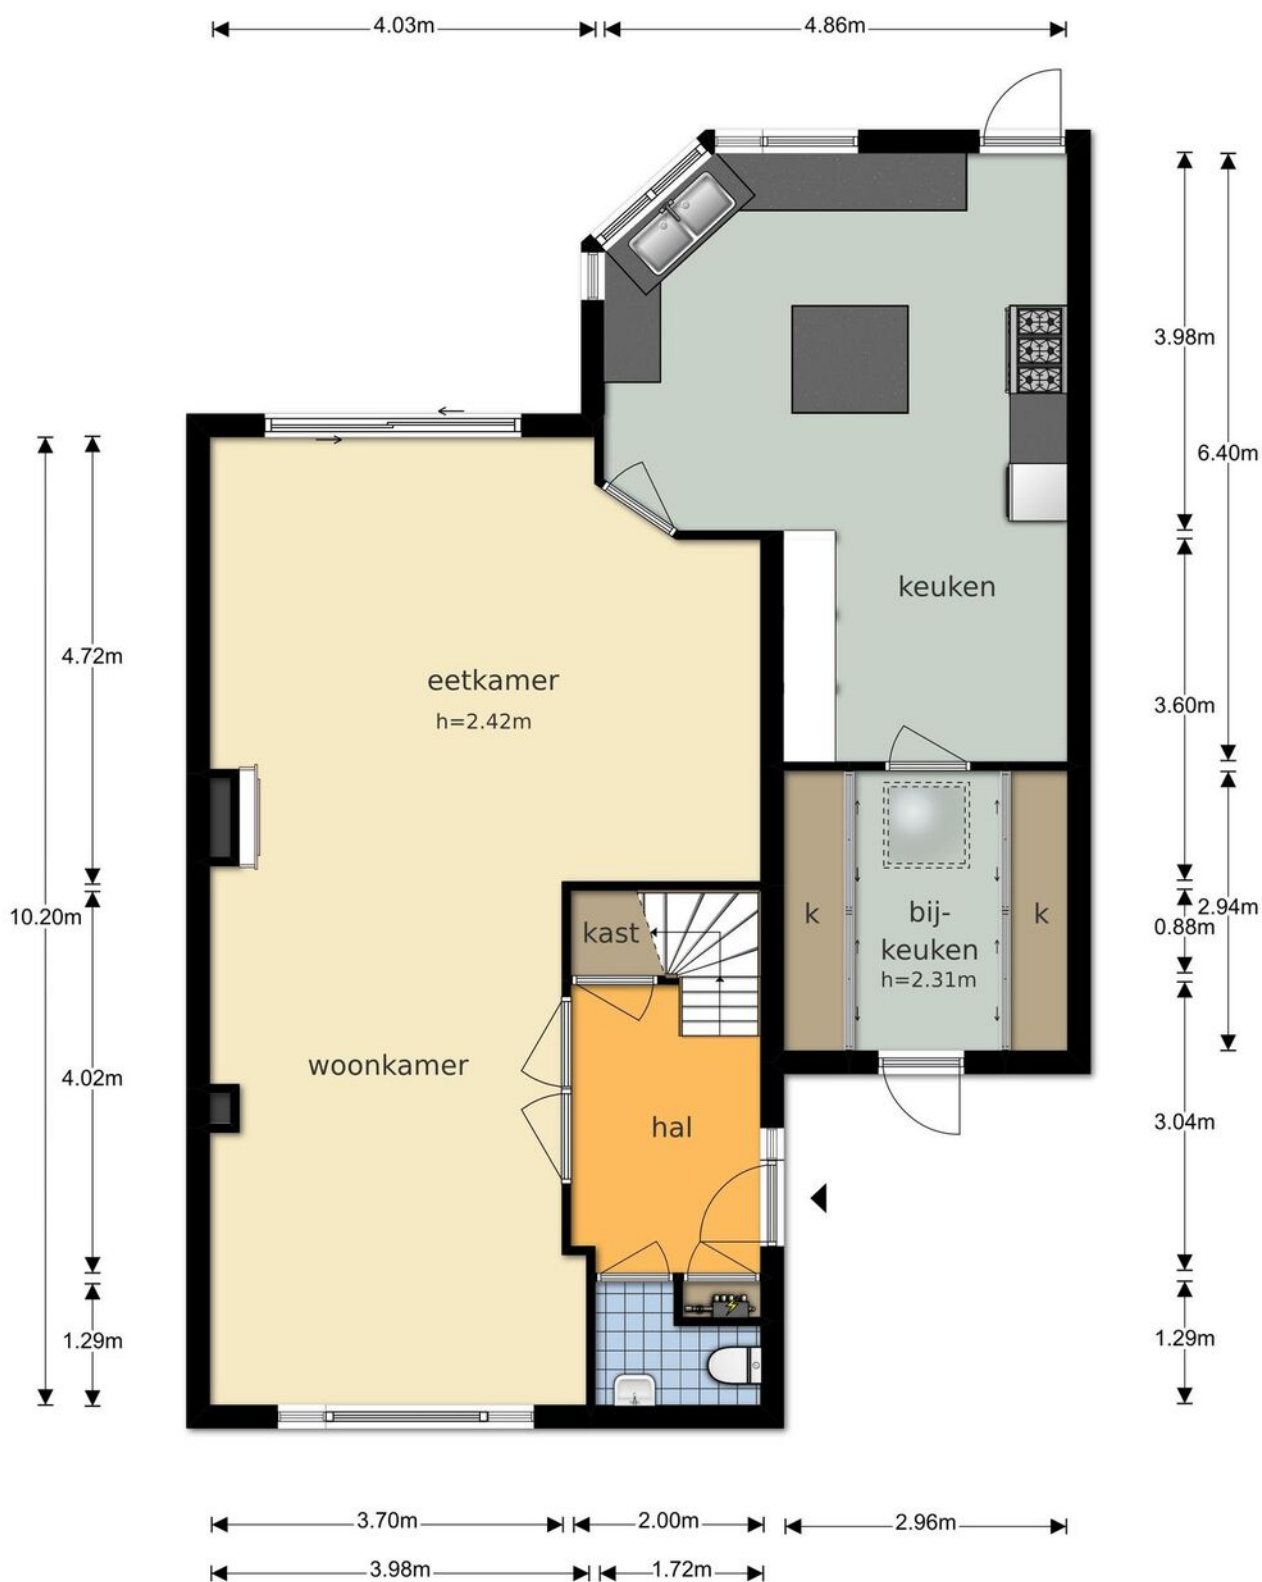 4.03m
4.86m
3.98m
6.40m
keuken
4.72m
eetkamer
h=2.42m
3.60m
10.20m
kast
k
bij-
keuken
h=2.31m
k
2.94m
0.88m
4.02m
woonkamer
hal
3.04m
1.29m
1.29m
3.70m
2.00m
2.96m
3.98m
1.72m